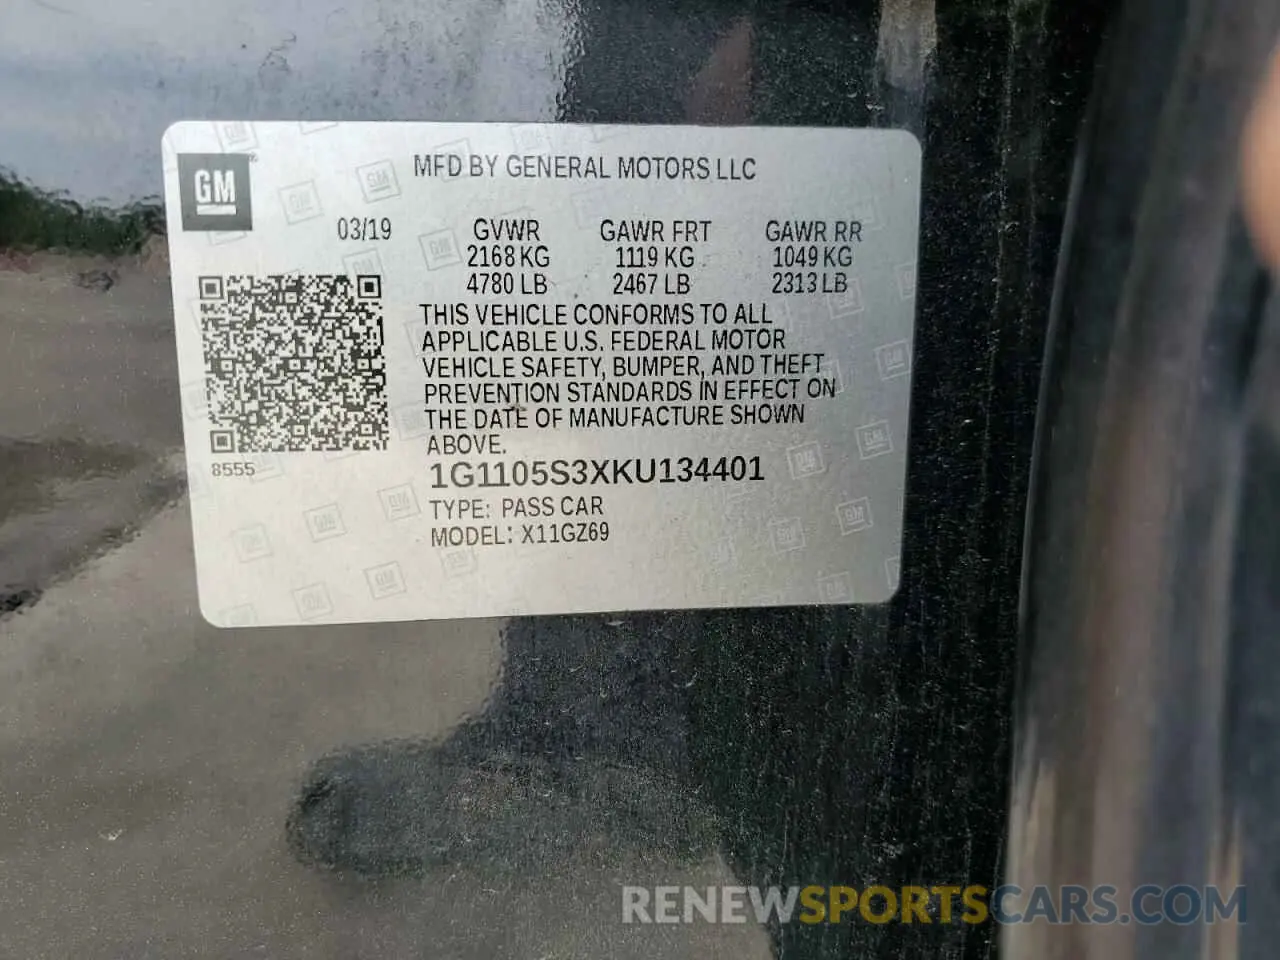 GM
MFD BY GENERAL MOTORS LLC
03/19
GVWR GAWR FRT GAWR RR
2168 KG 1119 KG 1049 KG
4780 LB 2467 LB 2313 LB
THIS VEHICLE CONFORMS TO ALL
APPLICABLE U.S. FEDERAL MOTOR
VEHICLE SAFETY, BUMPER, AND THEFT
PREVENTION STANDARDS IN EFFECT ON
THE DATE OF MANUFACTURE SHOWN
ABOVE.
8555
1G1105S3XKU134401
TYPE: PASS CAR
MODEL: X11GZ69
RENEWSPORTSCARS.COM